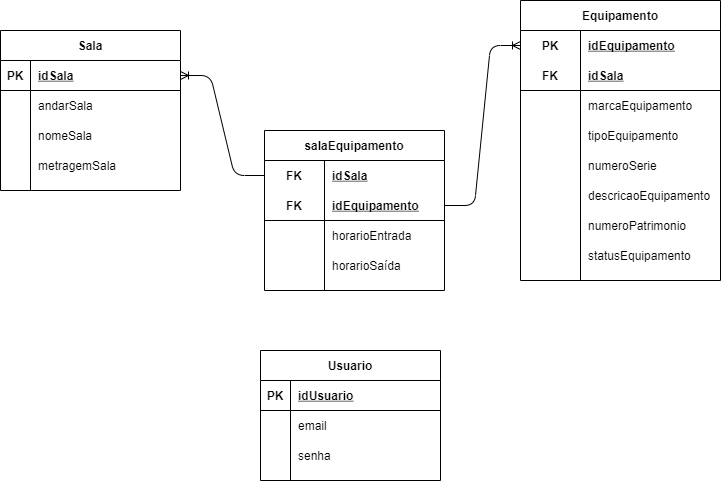 Sala
PK idSala
andarSala
nomeSala
metragemSala
salaEquipamento
FK idSala
FK idEquipamento
horarioEntrada
horarioSaída
Equipamento
PK idEquipamento
FK idSala
marcaEquipamento
tipoEquipamento
numeroSerie
descricaoEquipamento
numeroPatrimonio
statusEquipamento
Usuario
PK idUsuario
email
senha